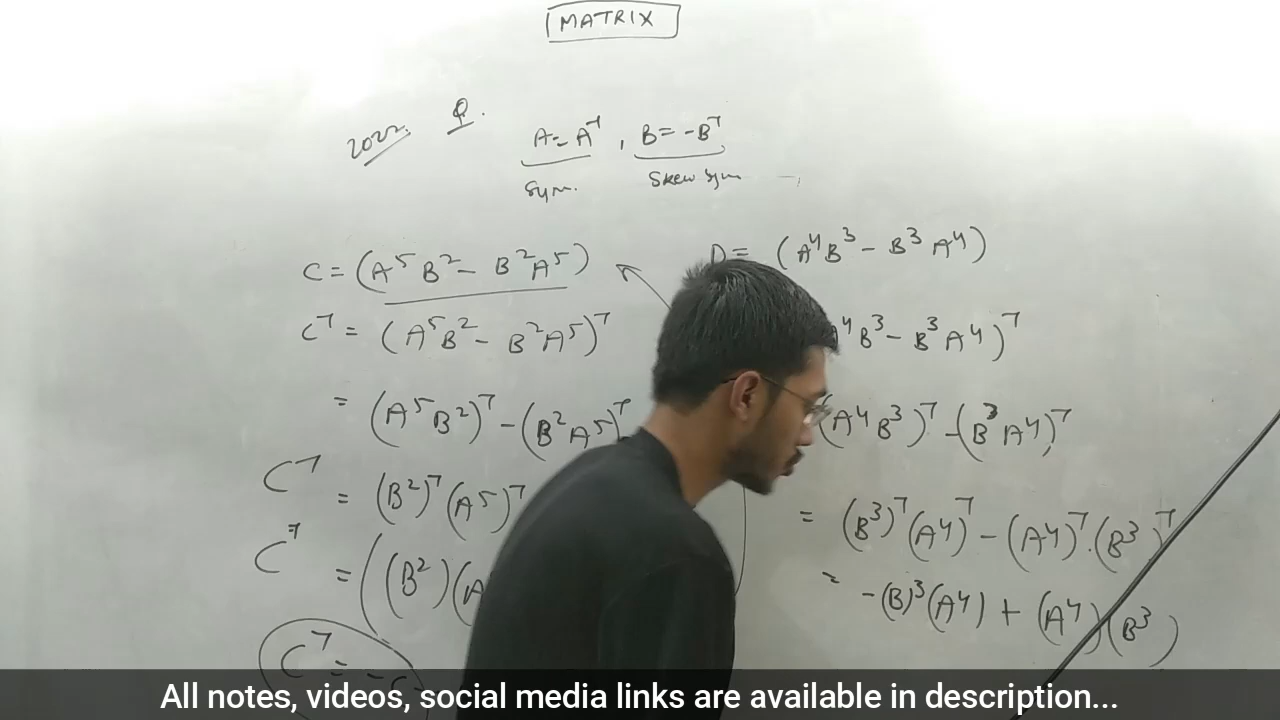 MATRIX
2022. Q.
A = A^T , B = -B^T
Sym. Skew sym
C = (A^5 B^2 - B^2 A^5)
C^T = (A^5 B^2 - B^2 A^5)^T
= (A^5 B^2)^T - (B^2 A^5)^T
C^T = (B^2)^T (A^5)^T
C^T = ((B^2)(A
C^T = -C
D = (A^4 B^3 - B^3 A^4)
^4 B^3 - B^3 A^4)^T
(A^4 B^3)^T - (B^3 A^4)^T
= (B^3)^T (A^4)^T - (A^4)^T . (B^3)^T
= -(B)^3 (A^4) + (A^4)(B^3)
All notes, videos, social media links are available in description...